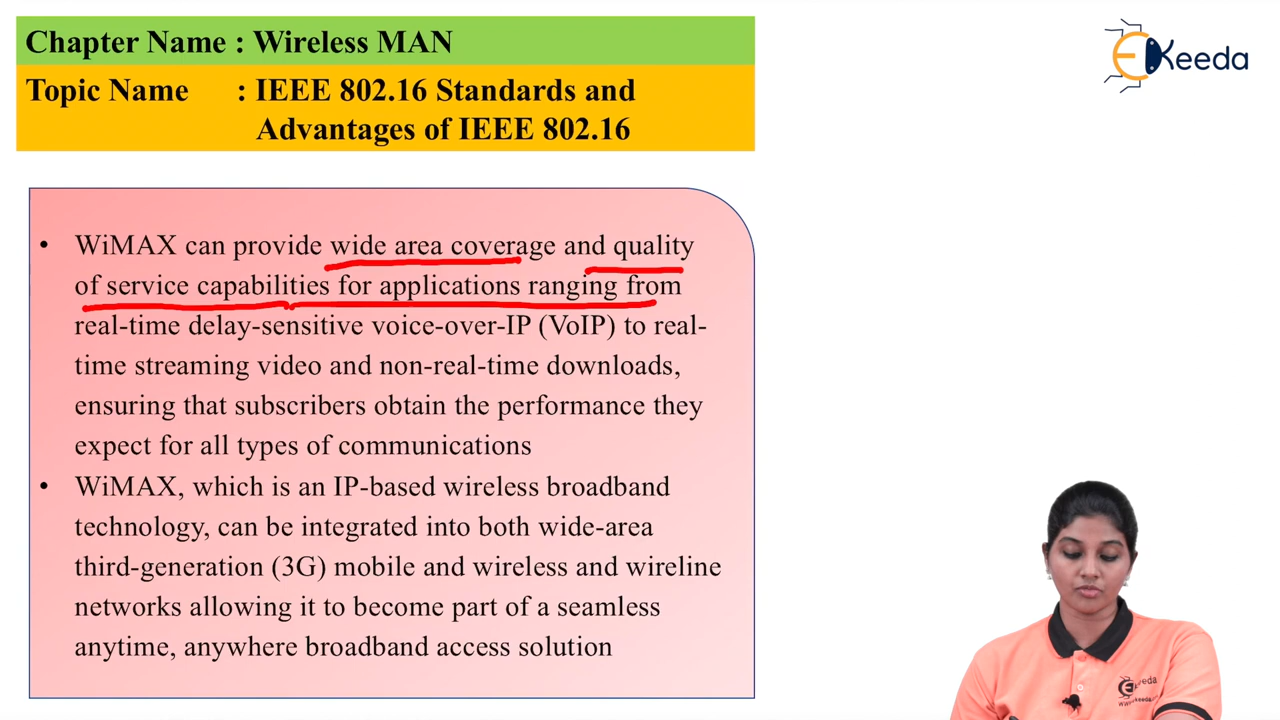 Chapter Name : Wireless MAN
Topic Name : IEEE 802.16 Standards and
Advantages of IEEE 802.16
EKeeda
• WiMAX can provide wide area coverage and quality
of service capabilities for applications ranging from
real-time delay-sensitive voice-over-IP (VoIP) to real-
time streaming video and non-real-time downloads,
ensuring that subscribers obtain the performance they
expect for all types of communications
• WiMAX, which is an IP-based wireless broadband
technology, can be integrated into both wide-area
third-generation (3G) mobile and wireless and wireline
networks allowing it to become part of a seamless
anytime, anywhere broadband access solution